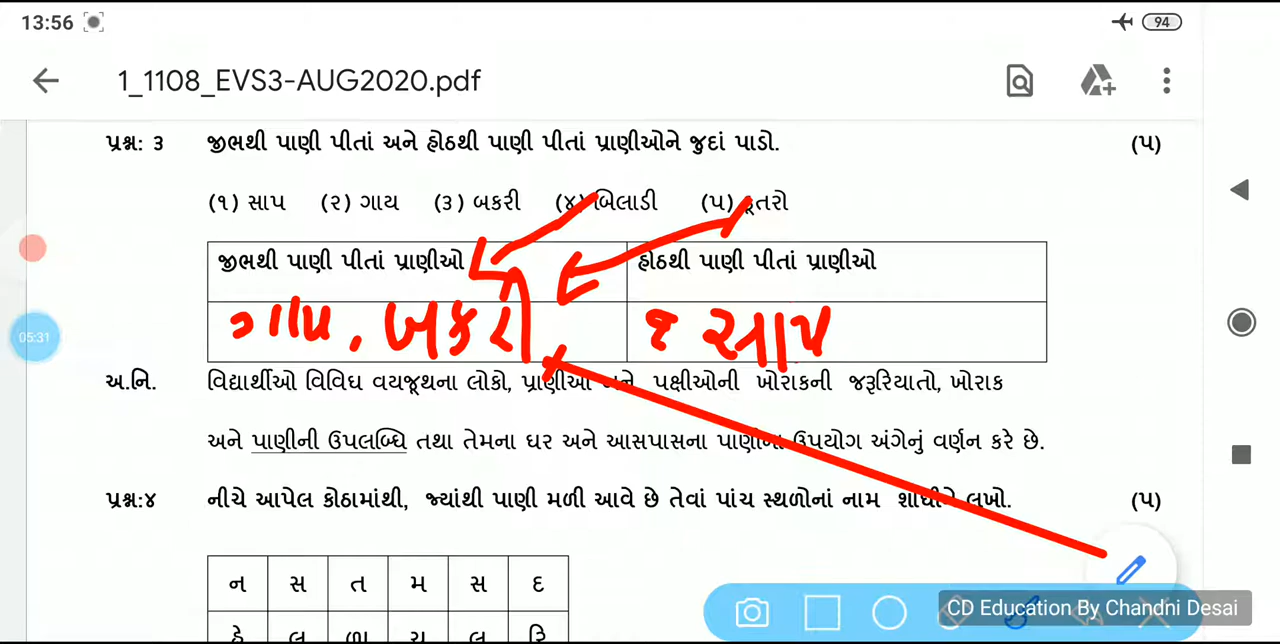 13:56 94
1_1108_EVS3-AUG2020.pdf
પ્રશ્ન: ૩ જીભથી પાણી પીતાં અને હોઠથી પાણી પીતાં પ્રાણીઓને જુદાં પાડો. (૫)
(૧) સાપ (૨) ગાય (૩) બકરી (૪) બિલાડી (૫) કૂતરો
જીભથી પાણી પીતાં પ્રાણીઓ હોઠથી પાણી પીતાં પ્રાણીઓ
ગાય, બકરી સાપ
05:31
અ.નિ. વિદ્યાર્થીઓ વિવિધ વયજૂથના લોકો, પ્રાણીઓ અને પક્ષીઓની ખોરાકની જરૂરિયાતો, ખોરાક
અને પાણીની ઉપલબ્ધિ તથા તેમના ઘર અને આસપાસના પાણીના ઉપયોગ અંગેનું વર્ણન કરે છે.
પ્રશ્ન:૪ નીચે આપેલ કોઠામાંથી, જ્યાંથી પાણી મળી આવે છે તેવાં પાંચ સ્થળોનાં નામ શોધીને લખો. (૫)
ન સ ત મ સ દ
લ ળા ચ લ રિ
CD Education By Chandni Desai